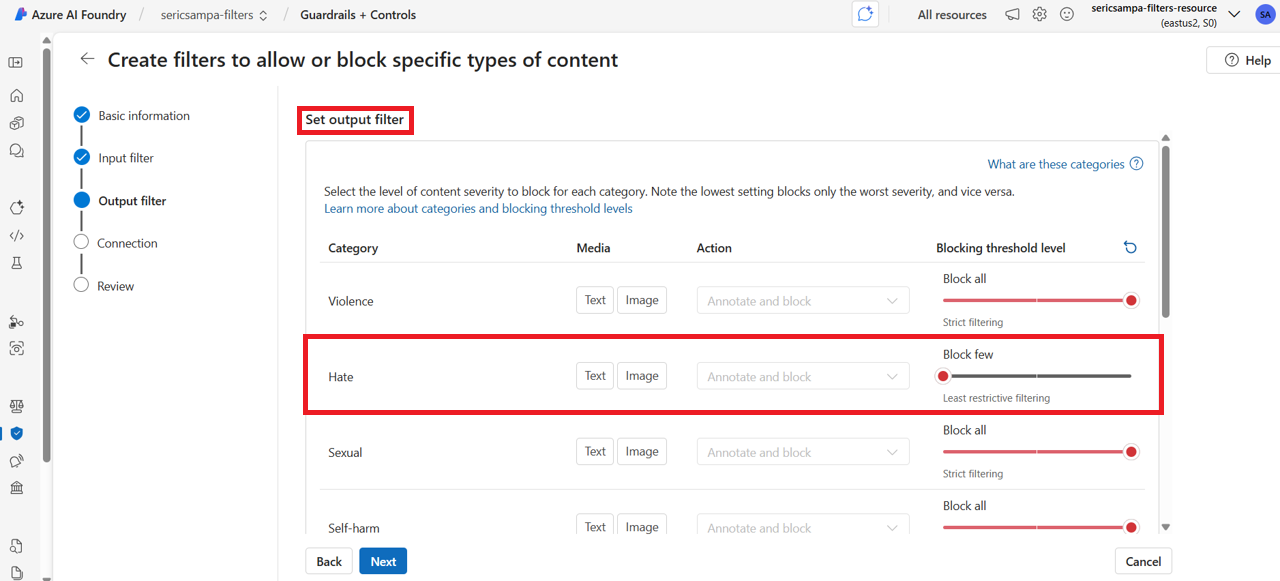 Azure AI Foundry / sericsampa-filters / Guardrails + Controls
All resources
sericsampa-filters-resource
(eastus2, S0)
SA
Create filters to allow or block specific types of content
Help
Basic information
Input filter
Output filter
Connection
Review
Set output filter
What are these categories
Select the level of content severity to block for each category. Note the lowest setting blocks only the worst severity, and vice versa.
Learn more about categories and blocking threshold levels
Category Media Action Blocking threshold level
Block all
Violence Text Image Annotate and block
Strict filtering
Block few
Hate Text Image Annotate and block
Least restrictive filtering
Block all
Sexual Text Image Annotate and block
Strict filtering
Block all
Self-harm Text Image Annotate and block
Back Next Cancel